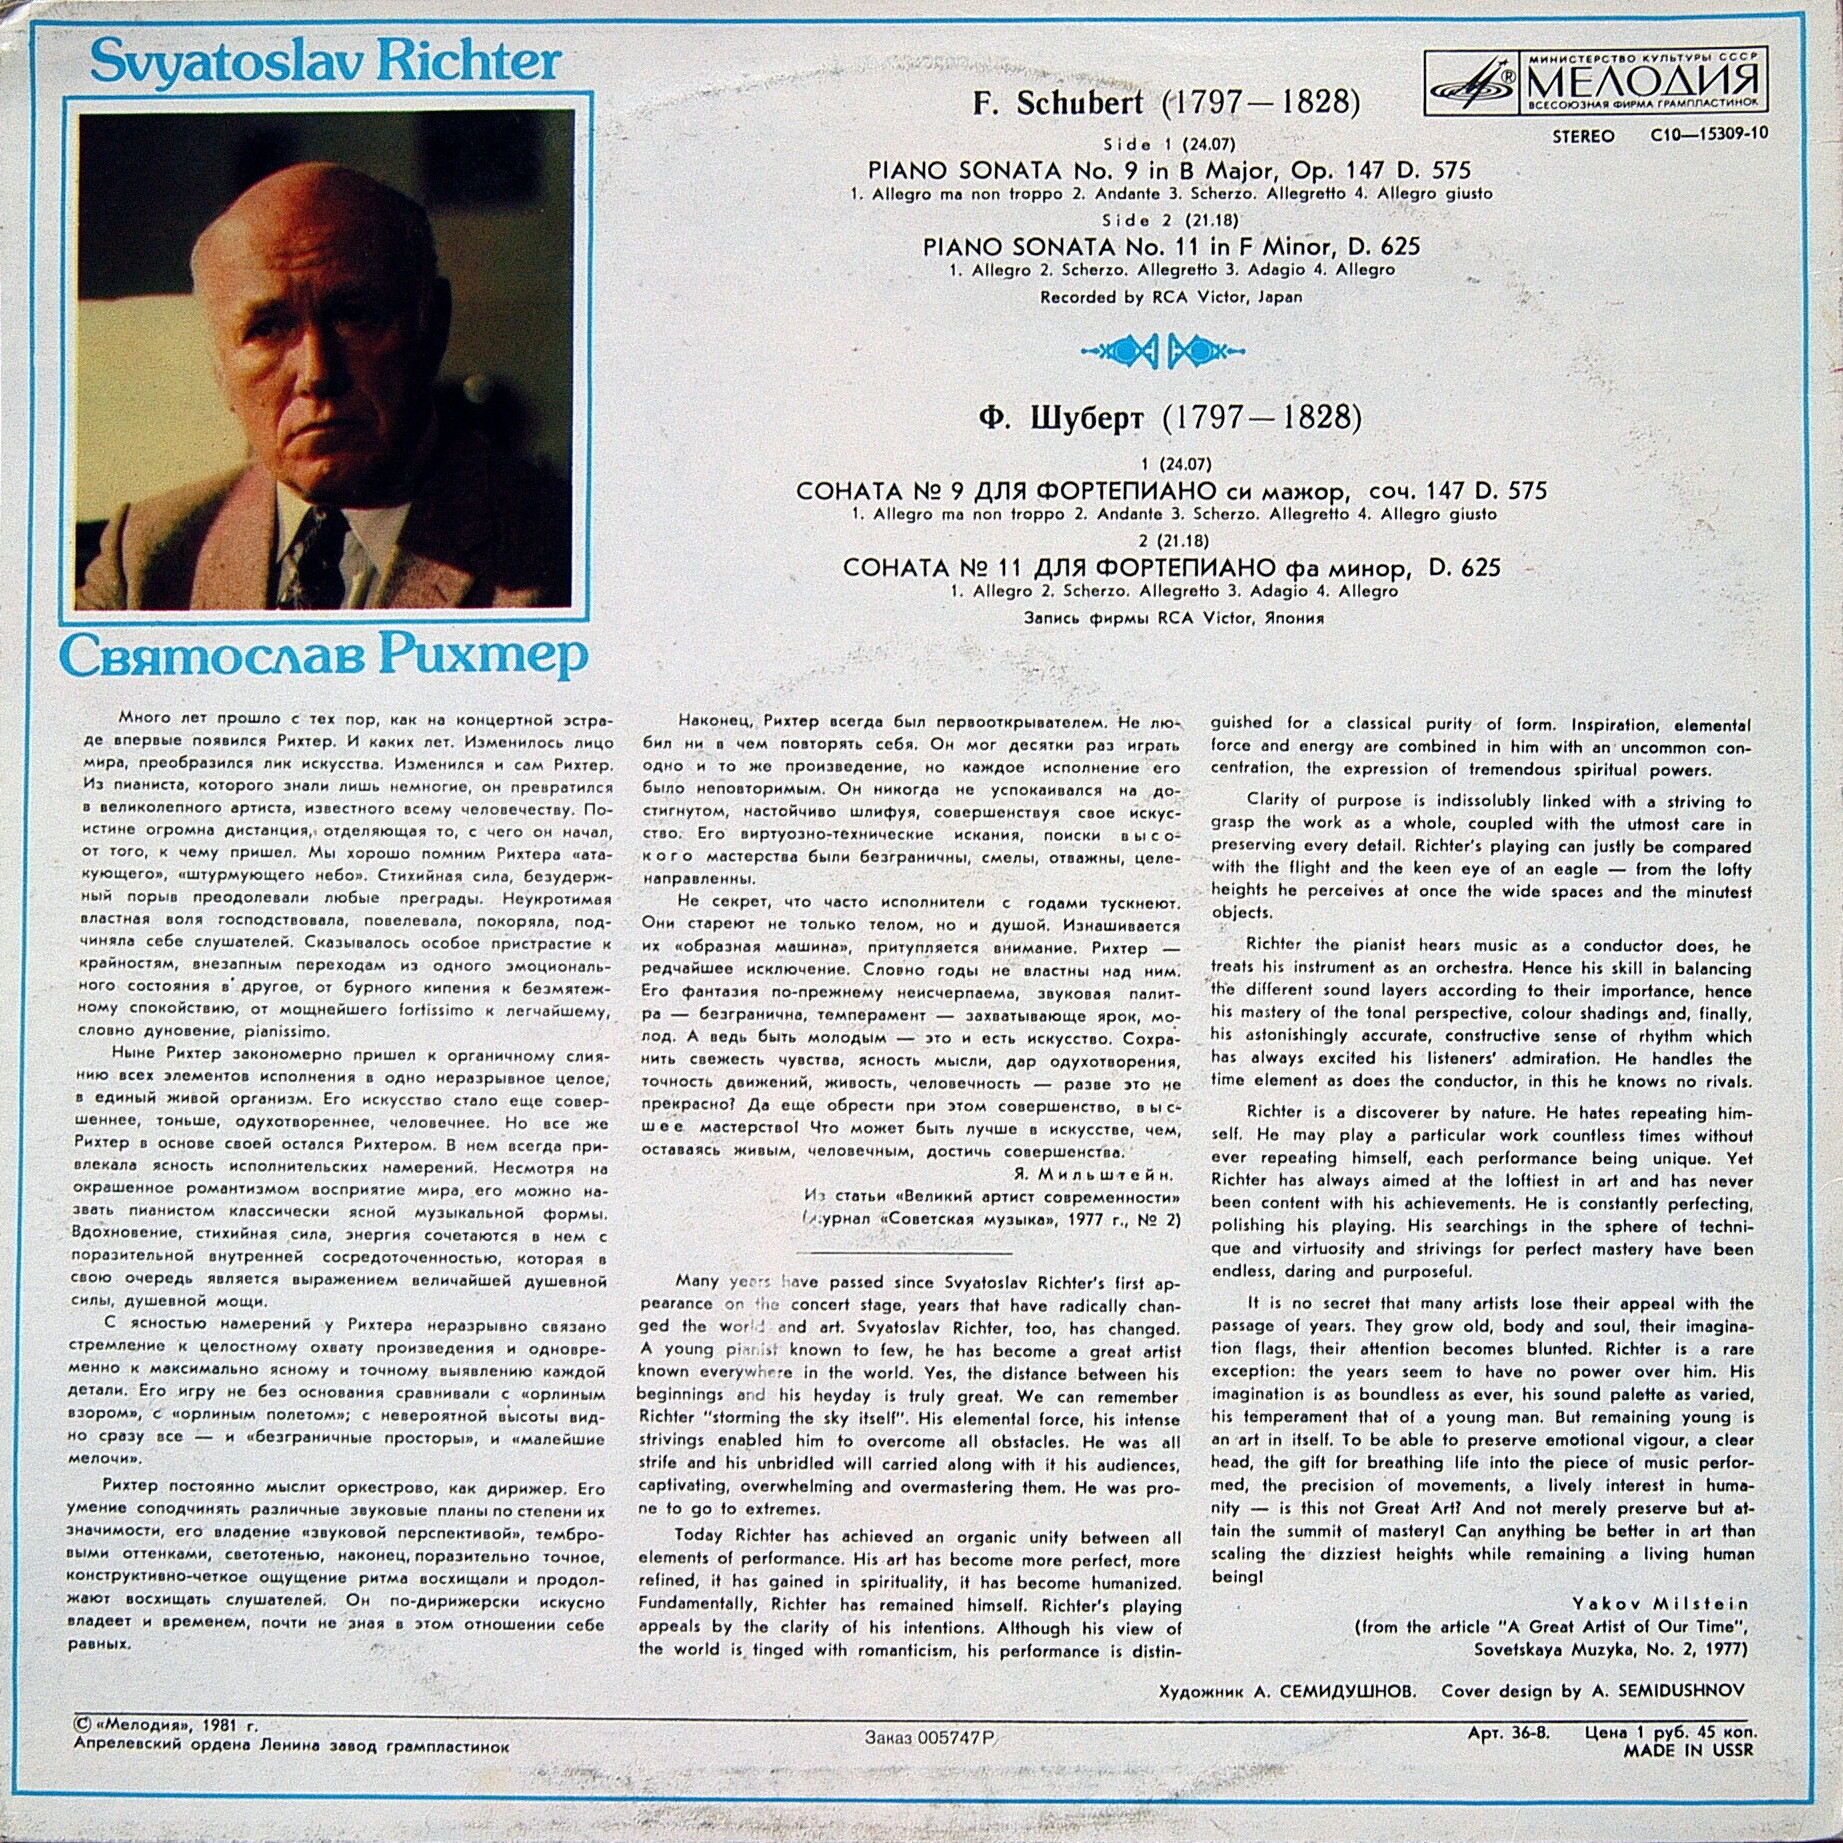 Svyatoslav Richter
МИНИСТЕРСТВО КУЛЬТУРЫ СССР
МЕЛОДИЯ
ВСЕСОЮЗНАЯ ФИРМА ГРАМПЛАСТИНОК
STEREO C10—15309-10
F. Schubert (1797—1828)
Side 1 (24.07)
PIANO SONATA No. 9 in B Major, Op. 147 D. 575
1. Allegro ma non troppo 2. Andante 3. Scherzo. Allegretto 4. Allegro giusto
Side 2 (21.18)
PIANO SONATA No. 11 in F Minor, D. 625
1. Allegro 2. Scherzo. Allegretto 3. Adagio 4. Allegro
Recorded by RCA Victor, Japan
Ф. Шуберт (1797—1828)
1 (24.07)
СОНАТА № 9 ДЛЯ ФОРТЕПИАНО си мажор, соч. 147 D. 575
1. Allegro ma non troppo 2. Andante 3. Scherzo. Allegretto 4. Allegro giusto
2 (21.18)
СОНАТА № 11 ДЛЯ ФОРТЕПИАНО фа минор, D. 625
1. Allegro 2. Scherzo. Allegretto 3. Adagio 4. Allegro
Запись фирмы RCA Victor, Япония
Святослав Рихтер
Много лет прошло с тех пор, как на концертной эстра-
де впервые появился Рихтер. И каких лет. Изменилось лицо
мира, преобразился лик искусства. Изменился и сам Рихтер.
Из пианиста, которого знали лишь немногие, он превратился
в великолепного артиста, известного всему человечеству. По-
истине огромна дистанция, отделяющая то, с чего он начал,
от того, к чему пришел. Мы хорошо помним Рихтера «ата-
кующего», «штурмующего небо». Стихийная сила, безудерж-
ный порыв преодолевали любые преграды. Неукротимая
властная воля господствовала, повелевала, покоряла, под-
чиняла себе слушателей. Сказывалось особое пристрастие к
крайностям, внезапным переходам из одного эмоциональ-
ного состояния в другое, от бурного кипения к безмятеж-
ному спокойствию, от мощнейшего fortissimo к легчайшему,
словно дуновение, pianissimo.
Ныне Рихтер закономерно пришел к органичному слия-
нию всех элементов исполнения в одно неразрывное целое,
в единый живой организм. Его искусство стало еще совер-
шеннее, тоньше, одухотвореннее, человечнее. Но все же
Рихтер в основе своей остался Рихтером. В нем всегда при-
влекала ясность исполнительских намерений. Несмотря на
окрашенное романтизмом восприятие мира, его можно на-
звать пианистом классически ясной музыкальной формы.
Вдохновение, стихийная сила, энергия сочетаются в нем с
поразительной внутренней сосредоточенностью, которая в
свою очередь является выражением величайшей душевной
силы, душевной мощи.
С ясностью намерений у Рихтера неразрывно связано
стремление к целостному охвату произведения и одновре-
менно к максимально ясному и точному выявлению каждой
детали. Его игру не без основания сравнивали с «орлиным
взором», с «орлиным полетом»; с невероятной высоты вид-
но сразу все — и «безграничные просторы», и «малейшие
мелочи».
Рихтер постоянно мыслит оркестрово, как дирижер. Его
умение соподчинять различные звуковые планы по степени их
значимости, его владение «звуковой перспективой», тембро-
выми оттенками, светотенью, наконец, поразительно точное,
конструктивно-четкое ощущение ритма восхищали и продол-
жают восхищать слушателей. Он по-дирижерски искусно
владеет и временем, почти не зная в этом отношении себе
равных.
Наконец, Рихтер всегда был первооткрывателем. Не лю-
бил ни в чем повторять себя. Он мог десятки раз играть
одно и то же произведение, но каждое исполнение его
было неповторимым. Он никогда не успокаивался на до-
стигнутом, настойчиво шлифуя, совершенствуя свое искус-
ство. Его виртуозно-технические искания, поиски высо-
кого мастерства были безграничны, смелы, отважны, целе-
направленны.
Не секрет, что часто исполнители с годами тускнеют.
Они стареют не только телом, но и душой. Изнашивается
их «образная машина», притупляется внимание. Рихтер —
редчайшее исключение. Словно годы не властны над ним.
Его фантазия по-прежнему неисчерпаема, звуковая палит-
ра — безгранична, темперамент — захватывающе ярок, мо-
лод. А ведь быть молодым — это и есть искусство. Сохра-
нить свежесть чувства, ясность мысли, дар одухотворения,
точность движений, живость, человечность — разве это не
прекрасно? Да еще обрести при этом совершенство, выс-
шее мастерство! Что может быть лучше в искусстве, чем,
оставаясь живым, человечным, достичь совершенства.
Я. Мильштейн.
Из статьи «Великий артист современности»
(журнал «Советская музыка», 1977 г., № 2)
Many years have passed since Svyatoslav Richter's first ap-
pearance on the concert stage, years that have radically chan-
ged the world and art. Svyatoslav Richter, too, has changed.
A young pianist known to few, he has become a great artist
known everywhere in the world. Yes, the distance between his
beginnings and his heyday is truly great. We can remember
Richter "storming the sky itself". His elemental force, his intense
strivings enabled him to overcome all obstacles. He was all
strife and his unbridled will carried along with it his audiences,
captivating, overwhelming and overmastering them. He was pro-
ne to go to extremes.
Today Richter has achieved an organic unity between all
elements of performance. His art has become more perfect, more
refined, it has gained in spirituality, it has become humanized.
Fundamentally, Richter has remained himself. Richter's playing
appeals by the clarity of his intentions. Although his view of
the world is tinged with romanticism, his performance is distin-
guished for a classical purity of form. Inspiration, elemental
force and energy are combined in him with an uncommon con-
centration, the expression of tremendous spiritual powers.
Clarity of purpose is indissolubly linked with a striving to
grasp the work as a whole, coupled with the utmost care in
preserving every detail. Richter's playing can justly be compared
with the flight and the keen eye of an eagle — from the lofty
heights he perceives at once the wide spaces and the minutest
objects.
Richter the pianist hears music as a conductor does, he
treats his instrument as an orchestra. Hence his skill in balancing
the different sound layers according to their importance, hence
his mastery of the tonal perspective, colour shadings and, finally,
his astonishingly accurate, constructive sense of rhythm which
has always excited his listeners' admiration. He handles the
time element as does the conductor, in this he knows no rivals.
Richter is a discoverer by nature. He hates repeating him-
self. He may play a particular work countless times without
ever repeating himself, each performance being unique. Yet
Richter has always aimed at the loftiest in art and has never
been content with his achievements. He is constantly perfecting,
polishing his playing. His searchings in the sphere of techni-
que and virtuosity and strivings for perfect mastery have been
endless, daring and purposeful.
It is no secret that many artists lose their appeal with the
passage of years. They grow old, body and soul, their imagina-
tion flags, their attention becomes blunted. Richter is a rare
exception: the years seem to have no power over him. His
imagination is as boundless as ever, his sound palette as varied,
his temperament that of a young man. But remaining young is
an art in itself. To be able to preserve emotional vigour, a clear
head, the gift for breathing life into the piece of music perfor-
med, the precision of movements, a lively interest in huma-
nity — is this not Great Art? And not merely preserve but at-
tain the summit of mastery! Can anything be better in art than
scaling the dizziest heights while remaining a living human
being!
Yakov Milstein
(from the article "A Great Artist of Our Time",
Sovetskaya Muzyka, No. 2, 1977)
Художник А. СЕМИДУШНОВ. Cover design by A. SEMIDUSHNOV
© «Мелодия», 1981 г.
Апрелевский ордена Ленина завод грампластинок
Заказ 005747Р
Арт. 36-8. Цена 1 руб. 45 коп.
MADE IN USSR